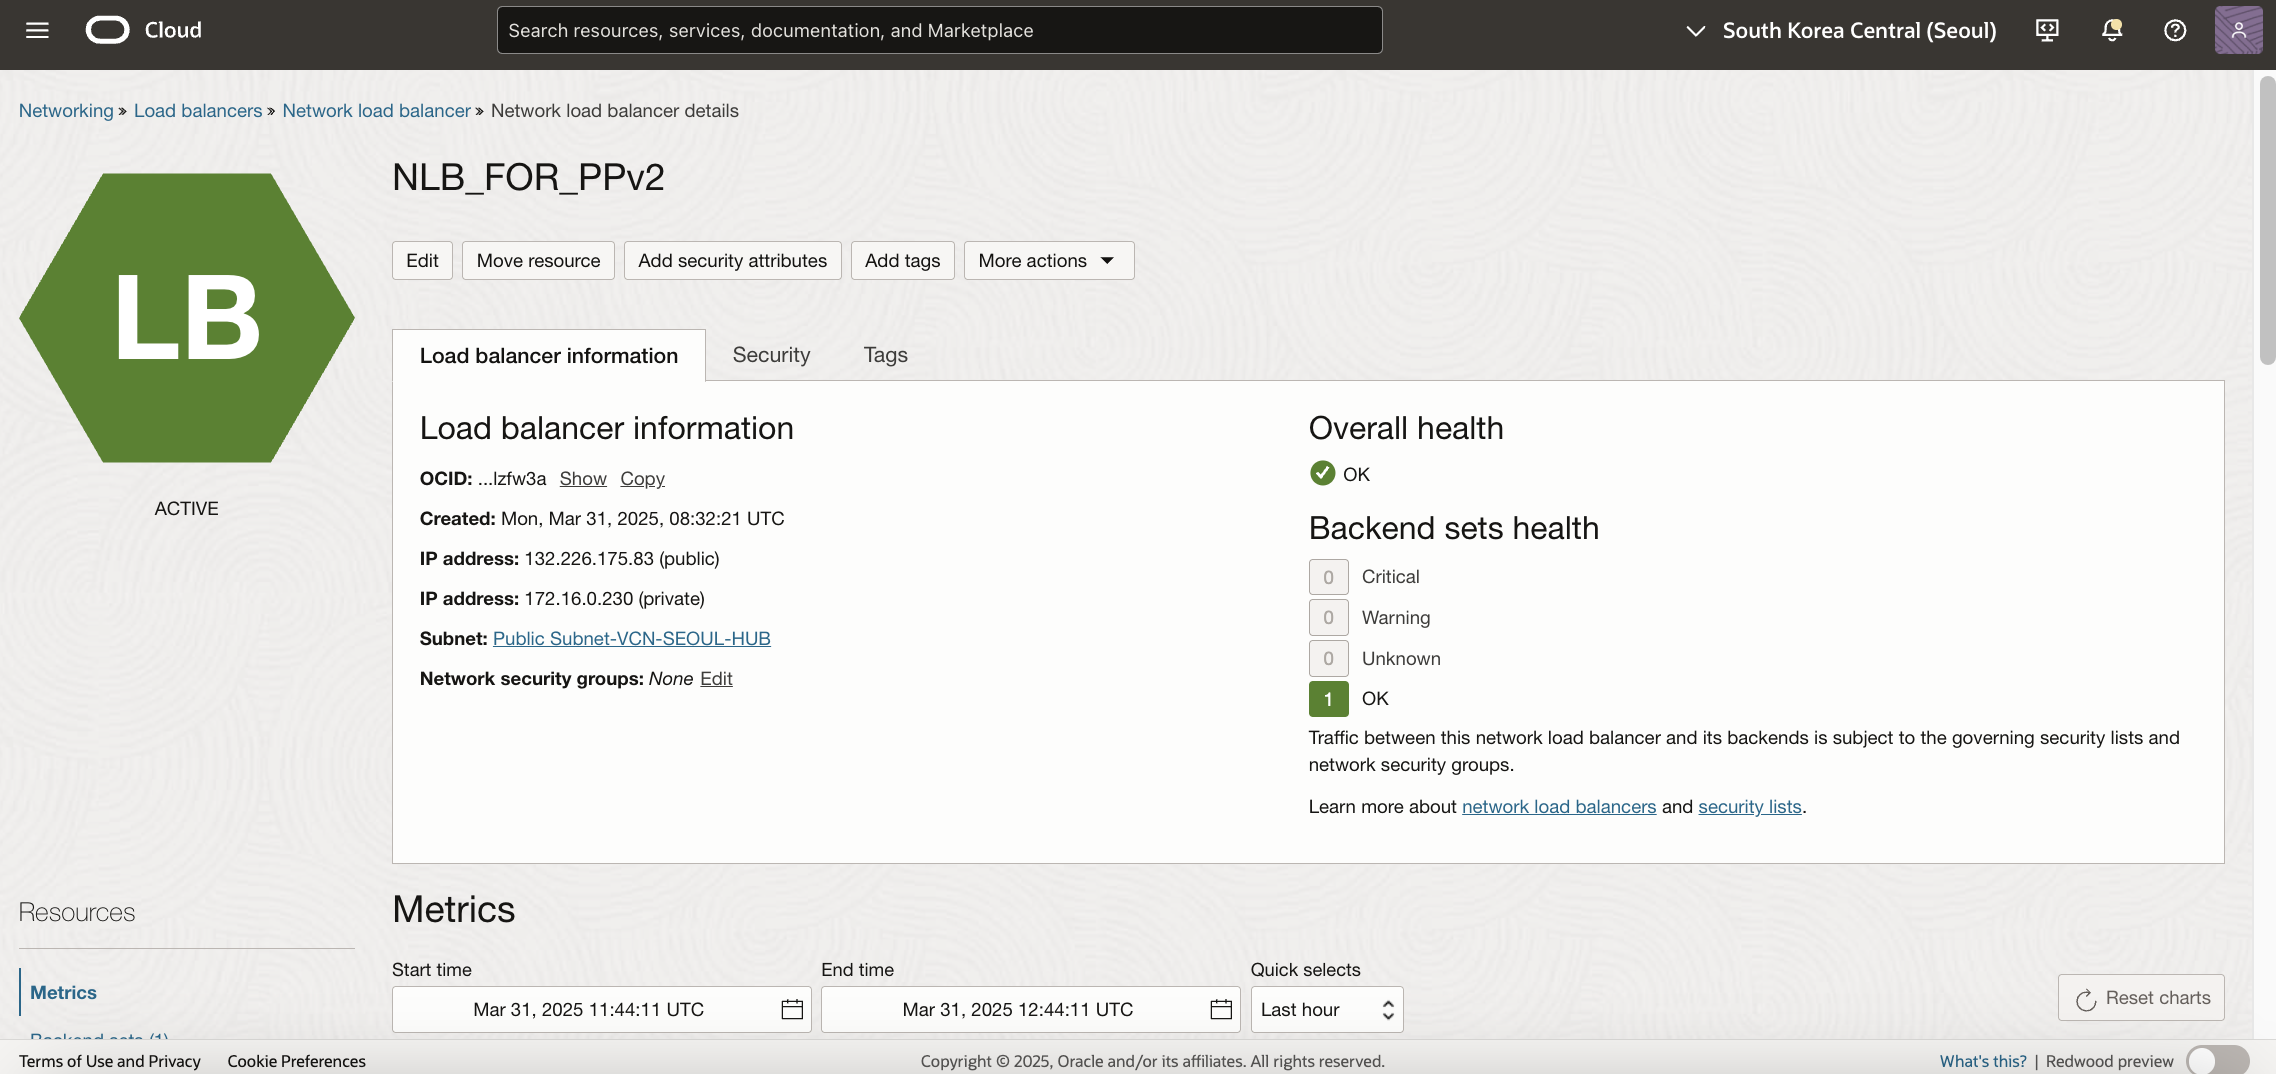 Cloud
Search resources, services, documentation, and Marketplace
South Korea Central (Seoul)
Networking » Load balancers » Network load balancer » Network load balancer details
LB
ACTIVE
NLB_FOR_PPv2
Edit
Move resource
Add security attributes
Add tags
More actions
Load balancer information
Security
Tags
Load balancer information
OCID: ...lzfw3a Show Copy
Created: Mon, Mar 31, 2025, 08:32:21 UTC
IP address: 132.226.175.83 (public)
IP address: 172.16.0.230 (private)
Subnet: Public Subnet-VCN-SEOUL-HUB
Network security groups: None Edit
Overall health
OK
Backend sets health
0 Critical
0 Warning
0 Unknown
1 OK
Traffic between this network load balancer and its backends is subject to the governing security lists and
network security groups.
Learn more about network load balancers and security lists.
Resources
Metrics
Backend sets (1)
Metrics
Start time
Mar 31, 2025 11:44:11 UTC
End time
Mar 31, 2025 12:44:11 UTC
Quick selects
Last hour
Reset charts
Terms of Use and Privacy
Cookie Preferences
Copyright © 2025, Oracle and/or its affiliates. All rights reserved.
What's this? | Redwood preview